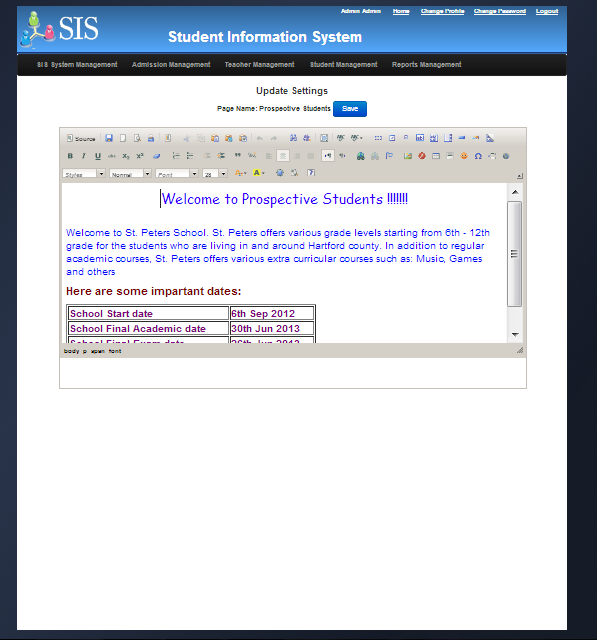 Admin Admin Home Change Profile Change Password Logout
SIS
Student Information System
SIS System Management Admission Management Teacher Management Student Management Reports Management
Update Settings
Page Name: Prospective Students Save
Source
B I U abc X₂ X²
Styles Normal Font 28 A A
Welcome to Prospective Students !!!!!!!
Welcome to St. Peters School. St. Peters offers various grade levels starting from 6th - 12th
grade for the students who are living in and around Hartford county. In addition to regular
academic courses, St. Peters offers various extra curricular courses such as: Music, Games
and others
Here are some impartant dates:
School Start date 6th Sep 2012
School Final Academic date 30th Jun 2013
School Final Exam date 26th Jun 2013
body p span font